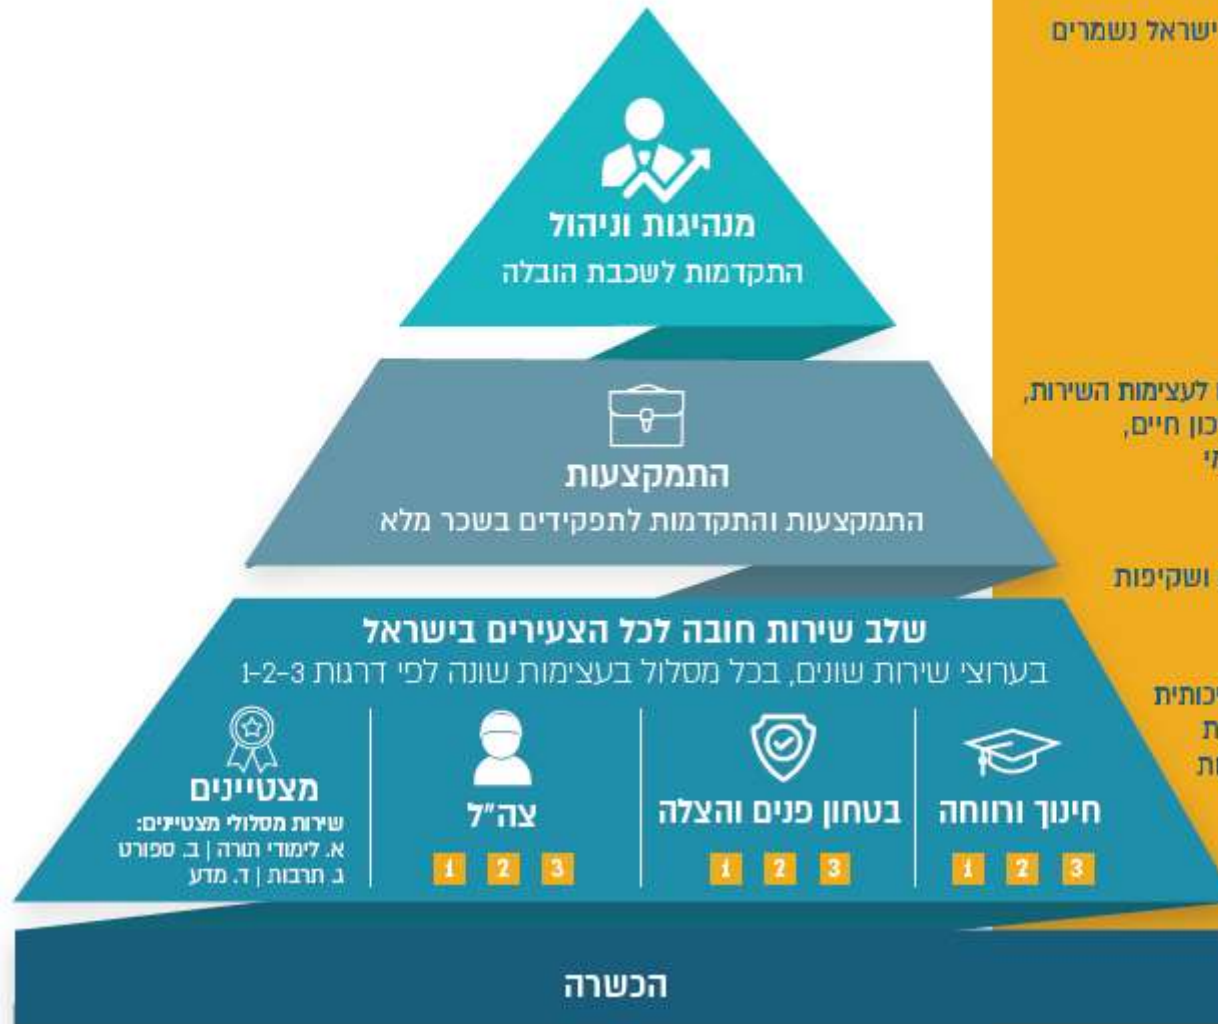 מנהיגות וניהול
התקדמות לשכבת הובלה
התמקצעות
התמקצעות והתקדמות לתפקידים בשכר מלא
שלב שירות חובה לכל הצעירים בישראל
בערוצי שירות שונים, בכל מסלול בעצימות שונה לפי דרגות 1-2-3
חינוך ורווחה
1 2 3
בטחון פנים והצלה
1 2 3
צה"ל
1 2 3
מצטיינים
שירות מסלולי מצטיינים:
א. לימודי תורה | ב. ספורט
ג. תרבות | ד. מדע
הכשרה
ישראל נשמרים
לעצימות השירות,
כון חיים,
ושקיפות